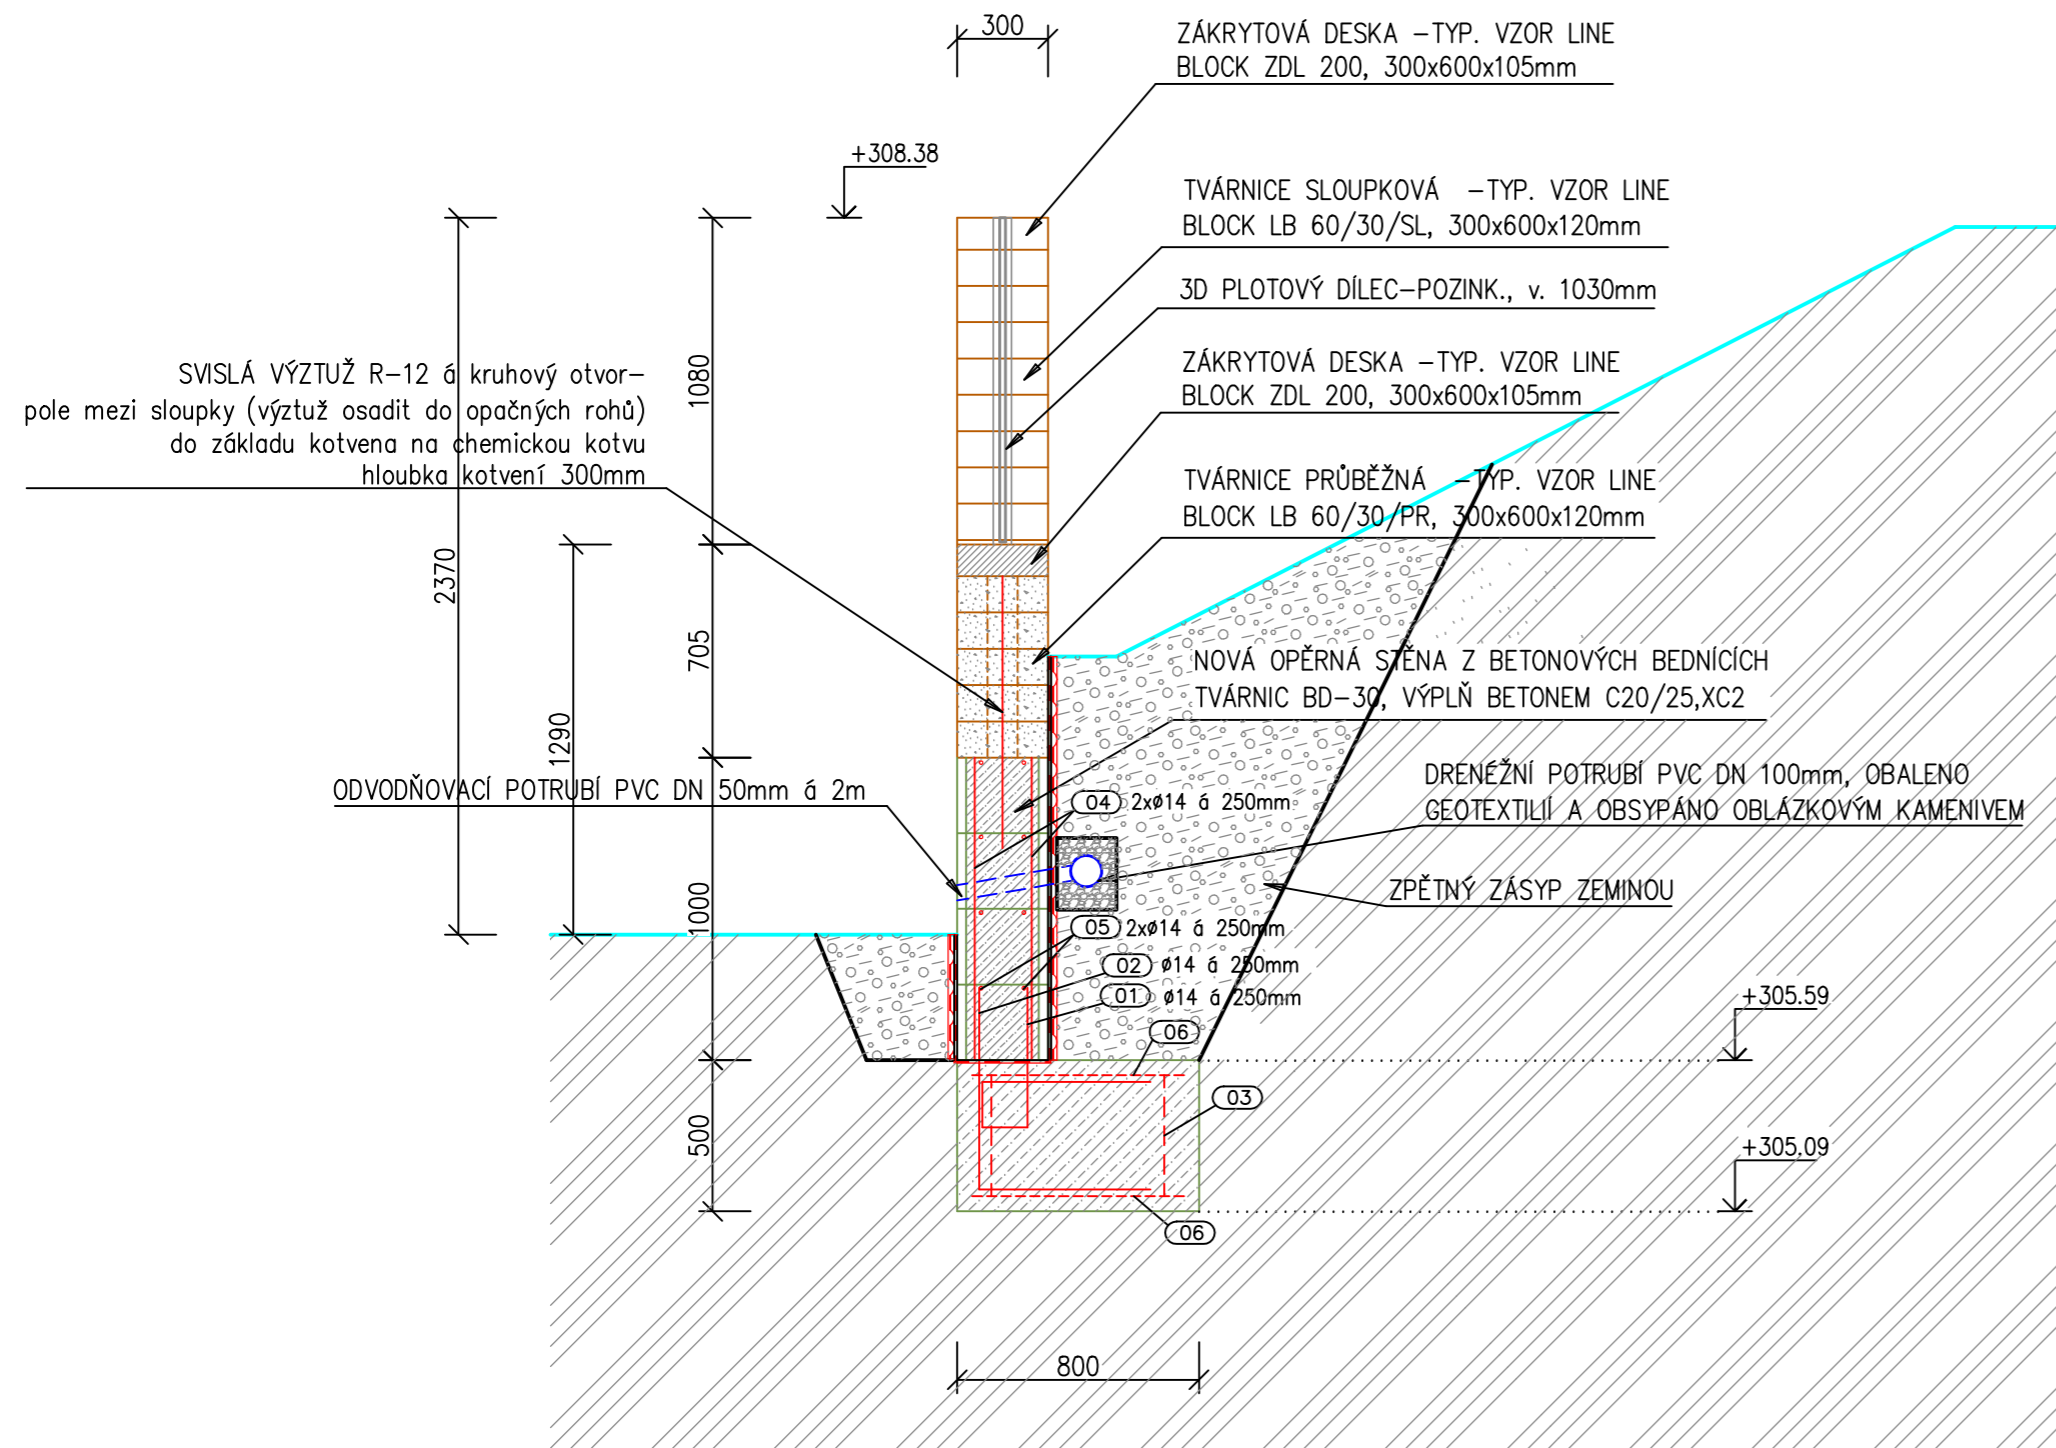 300
ZÁKRYTOVÁ DESKA -TYP. VZOR LINE
BLOCK ZDL 200, 300x600x105mm
+308.38
TVÁRNICE SLOUPKOVÁ -TYP. VZOR LINE
BLOCK LB 60/30/SL, 300x600x120mm
3D PLOTOVÝ DÍLEC-POZINK., v. 1030mm
ZÁKRYTOVÁ DESKA -TYP. VZOR LINE
BLOCK ZDL 200, 300x600x105mm
SVISLÁ VÝZTUŽ R-12 á kruhový otvor-
pole mezi sloupky (výztuž osadit do opačných rohů)
do základu kotvena na chemickou kotvu
hloubka kotvení 300mm
TVÁRNICE PRŮBĚŽNÁ -TYP. VZOR LINE
BLOCK LB 60/30/PR, 300x600x120mm
1080
2370
705
1290
NOVÁ OPĚRNÁ STĚNA Z BETONOVÝCH BEDNÍCÍCH
TVÁRNIC BD-30, VÝPLŇ BETONEM C20/25,XC2
ODVODŇOVACÍ POTRUBÍ PVC DN 50mm á 2m
DRENÉŽNÍ POTRUBÍ PVC DN 100mm, OBALENO
GEOTEXTILIÍ A OBSYPÁNO OBLÁZKOVÝM KAMENIVEM
04 2xø14 á 250mm
ZPĚTNÝ ZÁSYP ZEMINOU
1000
05 2xø14 á 250mm
02 ø14 á 250mm
01 ø14 á 250mm
06
+305.59
03
500
+305.09
06
800